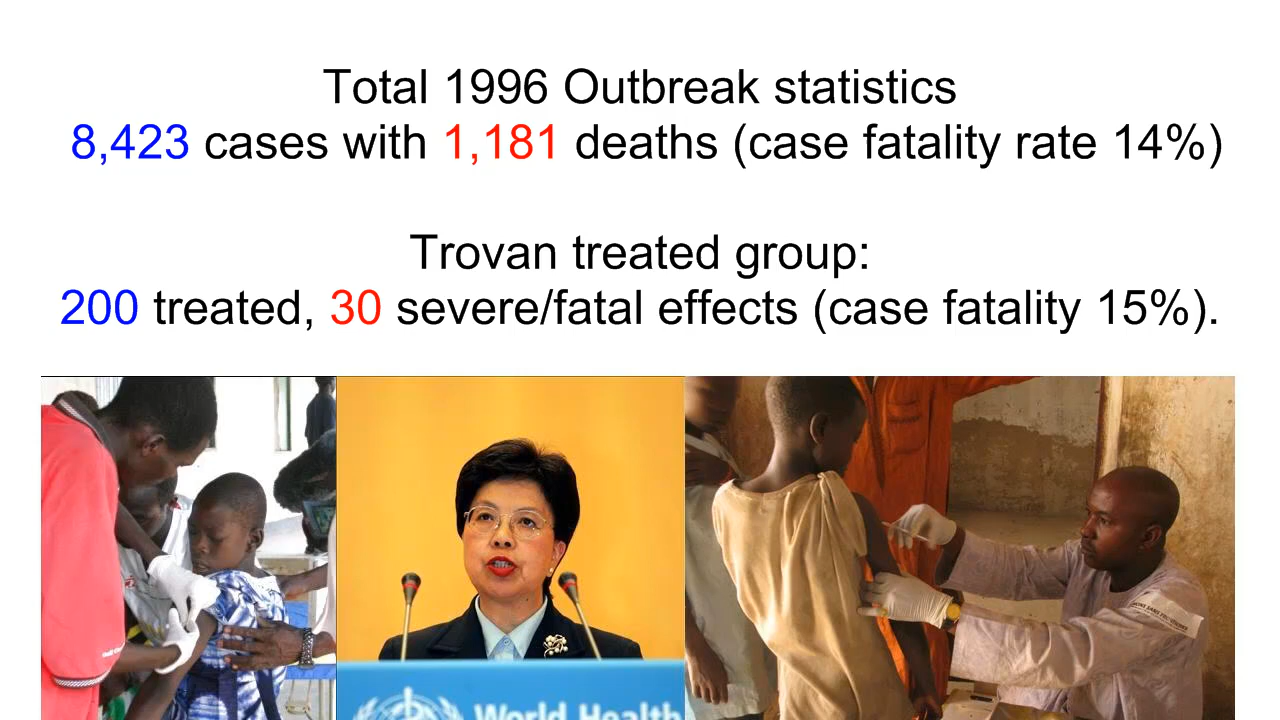 Total 1996 Outbreak statistics
8,423 cases with 1,181 deaths (case fatality rate 14%)
Trovan treated group:
200 treated, 30 severe/fatal effects (case fatality 15%).
World Health